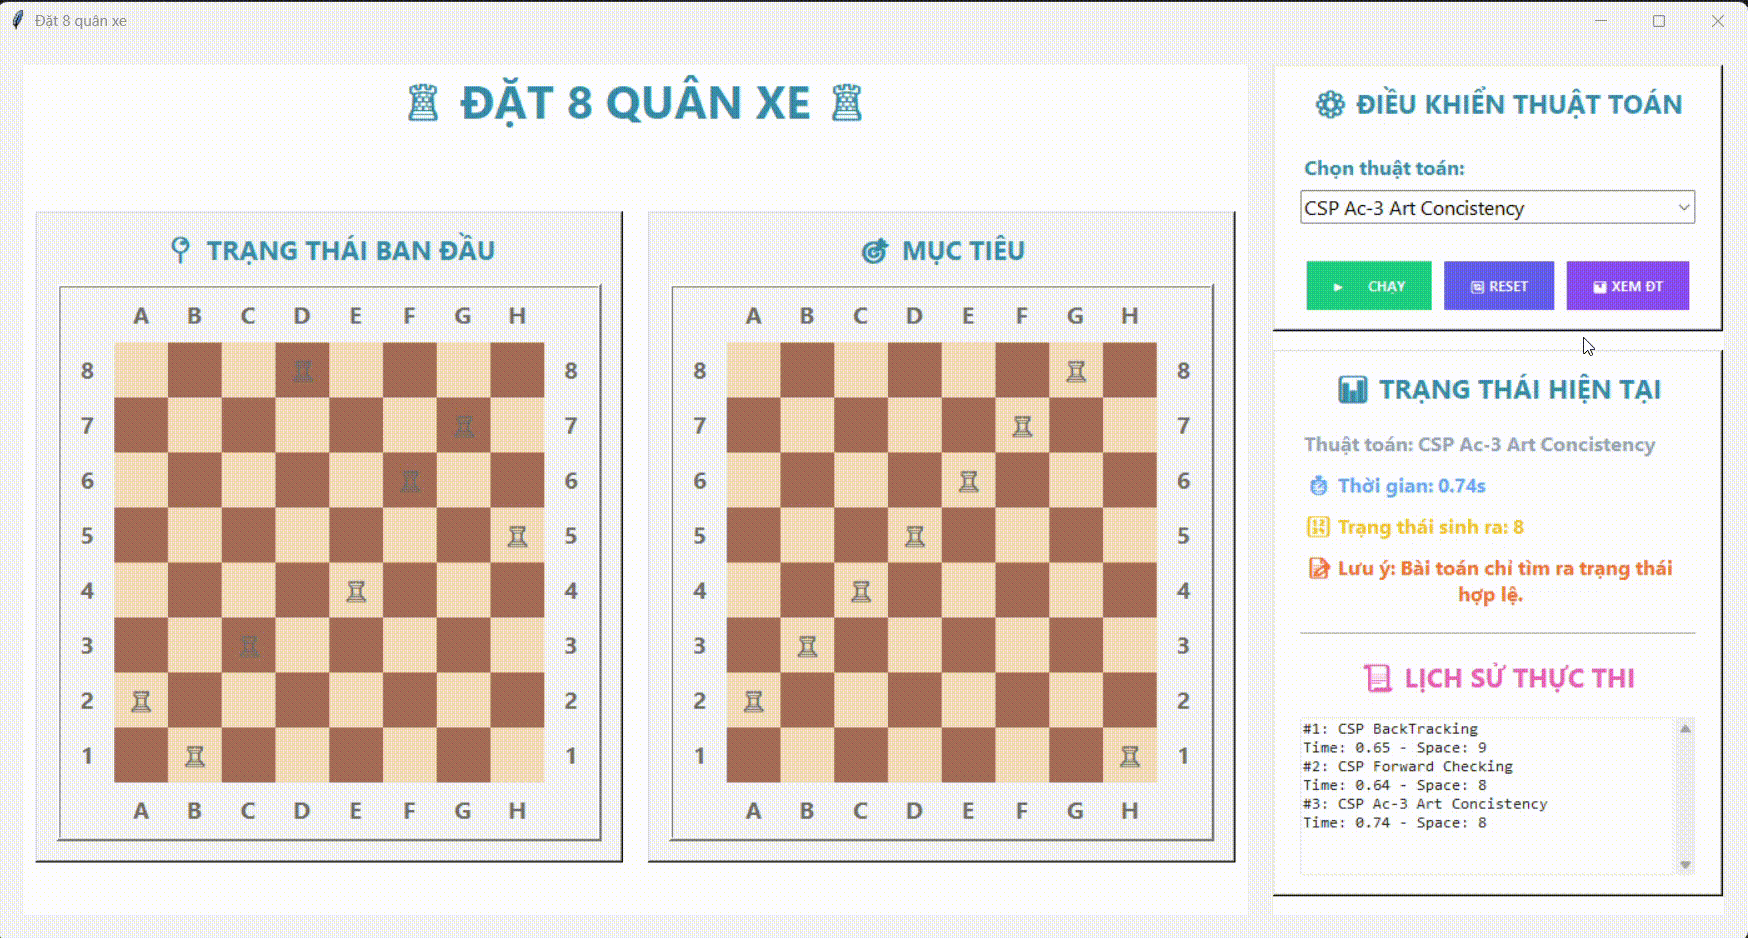 Đặt 8 quân xe
ĐẶT 8 QUÂN XE
TRẠNG THÁI BAN ĐẦU
A B C D E F G H
8 8
7 7
6 6
5 5
4 4
3 3
2 2
1 1
A B C D E F G H
MỤC TIÊU
A B C D E F G H
8 8
7 7
6 6
5 5
4 4
3 3
2 2
1 1
A B C D E F G H
ĐIỀU KHIỂN THUẬT TOÁN
Chọn thuật toán:
CSP Ac-3 Art Concistency
CHẠY RESET XEM ĐT
TRẠNG THÁI HIỆN TẠI
Thuật toán: CSP Ac-3 Art Concistency
Thời gian: 0.74s
Trạng thái sinh ra: 8
Lưu ý: Bài toán chỉ tìm ra trạng thái
hợp lệ.
LỊCH SỬ THỰC THI
#1: CSP BackTracking
Time: 0.65 - Space: 9
#2: CSP Forward Checking
Time: 0.64 - Space: 8
#3: CSP Ac-3 Art Concistency
Time: 0.74 - Space: 8